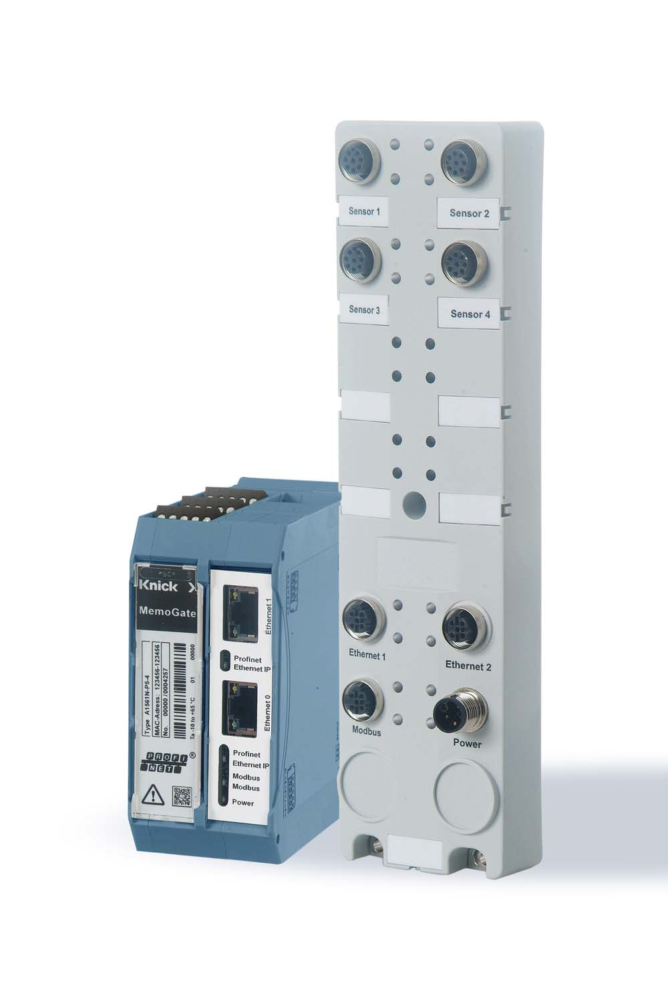 Sensor 1
Sensor 2
Sensor 3
Sensor 4
Ethernet 1
Ethernet 2
Modbus
Power
Knick
MemoGate
Type A1561N-P5-4
MAC-Adress: 123456-123456
No. 00000 /0004257
Ta -10 to +65 °C 01 00000
PROFI
NET ®
Ethernet 1
Profinet
Ethernet IP
Ethernet 0
Profinet
Ethernet IP
Modbus
Modbus
Power